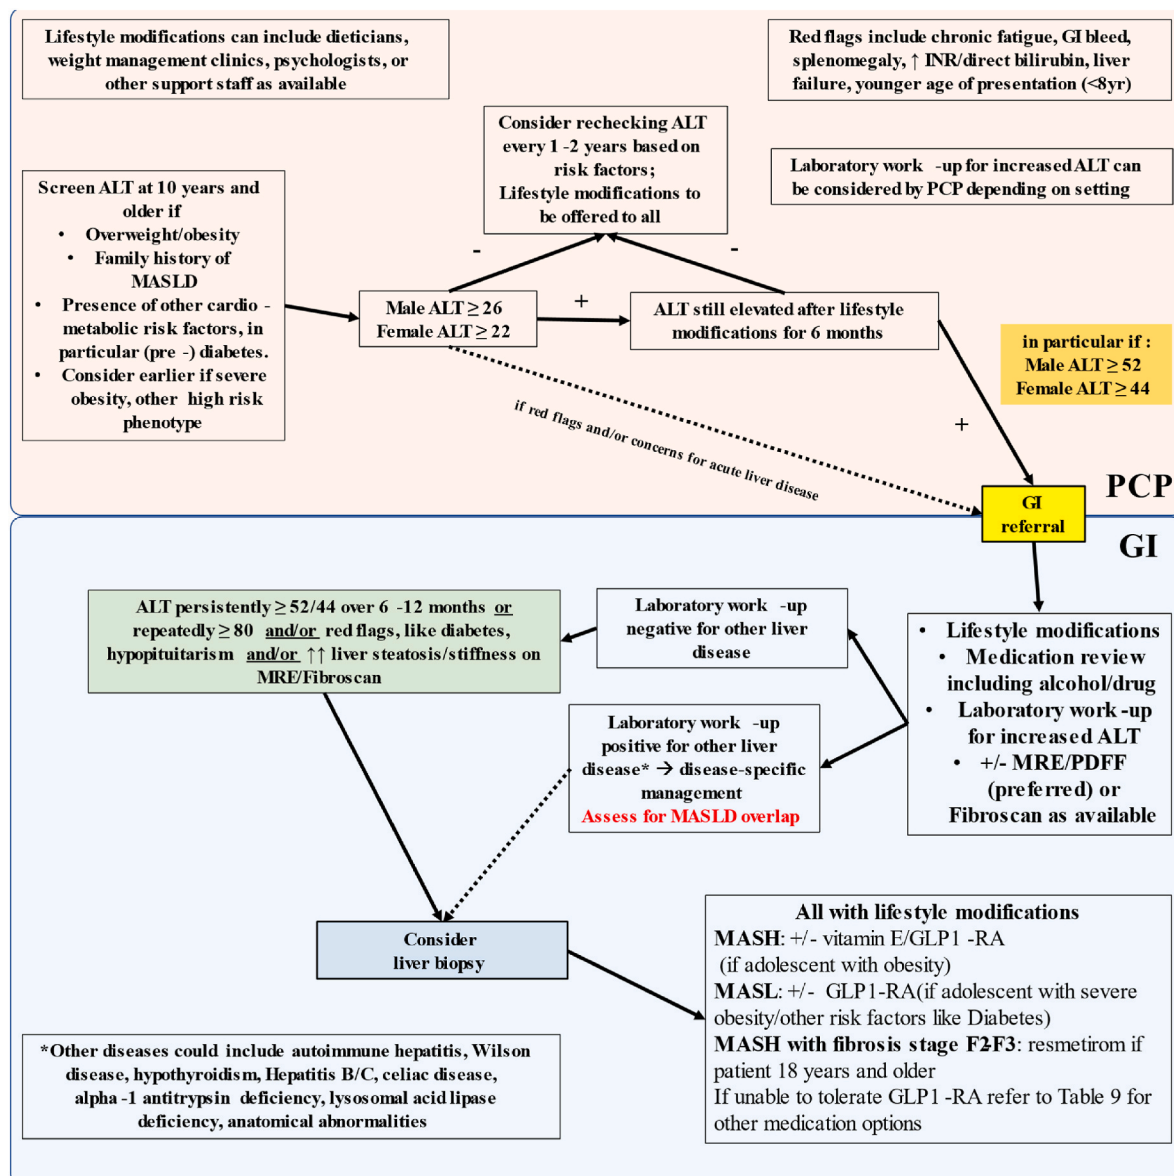 Lifestyle modifications can include dieticians,
weight management clinics, psychologists, or
other support staff as available
Red flags include chronic fatigue, GI bleed,
splenomegaly, ↑ INR/direct bilirubin, liver
failure, younger age of presentation (<8yr)
Consider rechecking ALT
every 1 -2 years based on
risk factors;
Lifestyle modifications to
be offered to all
Laboratory work -up for increased ALT can
be considered by PCP depending on setting
Screen ALT at 10 years and
older if
• Overweight/obesity
• Family history of
MASLD
• Presence of other cardio -
metabolic risk factors, in
particular (pre -) diabetes.
• Consider earlier if severe
obesity, other high risk
phenotype
-
-
Male ALT ≥ 26
Female ALT ≥ 22
+
ALT still elevated after lifestyle
modifications for 6 months
in particular if :
Male ALT ≥ 52
Female ALT ≥ 44
+
if red flags and/or concerns for acute liver disease
PCP
GI
referral
GI
ALT persistently ≥ 52/44 over 6 -12 months or
repeatedly ≥ 80 and/or red flags, like diabetes,
hypopituitarism and/or ↑↑ liver steatosis/stiffness on
MRE/Fibroscan
Laboratory work -up
negative for other liver
disease
• Lifestyle modifications
• Medication review
including alcohol/drug
• Laboratory work -up
for increased ALT
• +/- MRE/PDFF
(preferred) or
Fibroscan as available
Laboratory work -up
positive for other liver
disease* → disease-specific
management
Assess for MASLD overlap
Consider
liver biopsy
All with lifestyle modifications
MASH: +/- vitamin E/GLP1 -RA
(if adolescent with obesity)
MASL: +/- GLP1-RA(if adolescent with severe
obesity/other risk factors like Diabetes)
MASH with fibrosis stage F2-F3: resmetirom if
patient 18 years and older
If unable to tolerate GLP1 -RA refer to Table 9 for
other medication options
*Other diseases could include autoimmune hepatitis, Wilson
disease, hypothyroidism, Hepatitis B/C, celiac disease,
alpha -1 antitrypsin deficiency, lysosomal acid lipase
deficiency, anatomical abnormalities